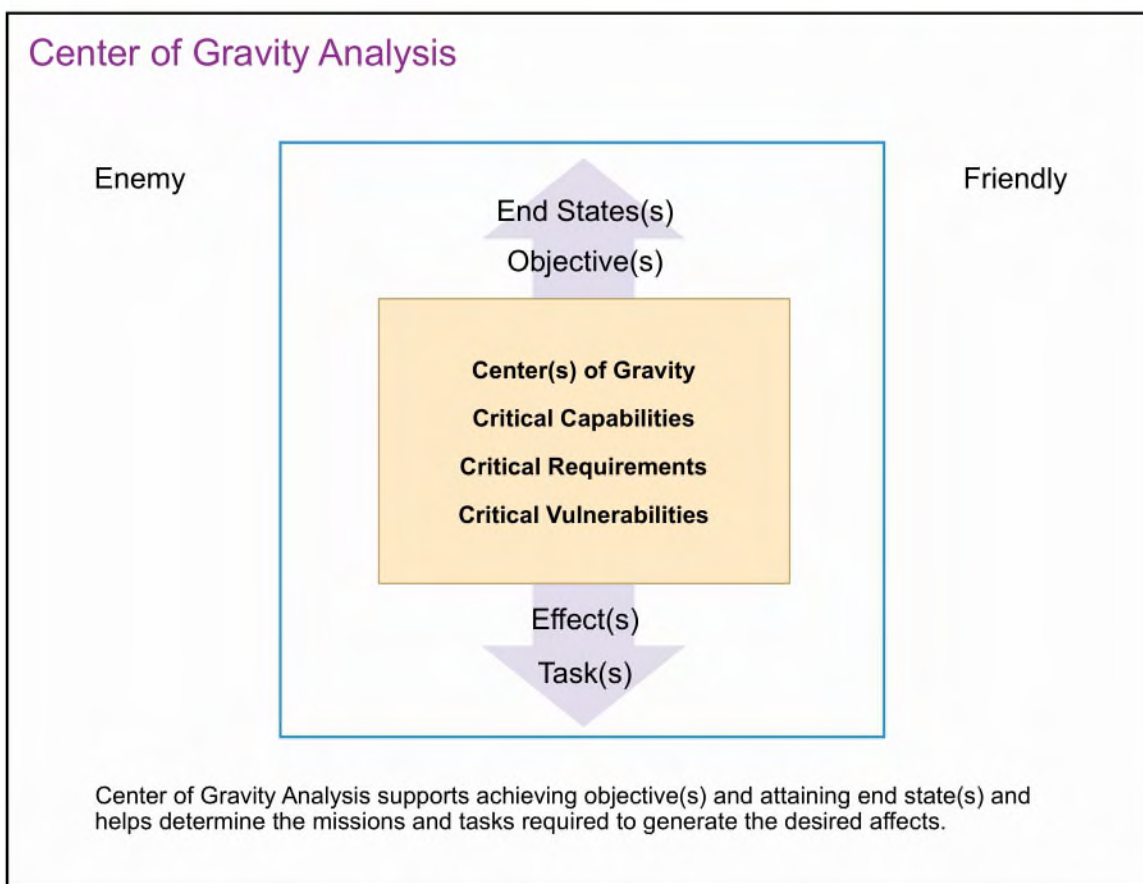 Center of Gravity Analysis
Enemy
Friendly
End States(s)
Objective(s)
Center(s) of Gravity
Critical Capabilities
Critical Requirements
Critical Vulnerabilities
Effect(s)
Task(s)
Center of Gravity Analysis supports achieving objective(s) and attaining end state(s) and
helps determine the missions and tasks required to generate the desired affects.